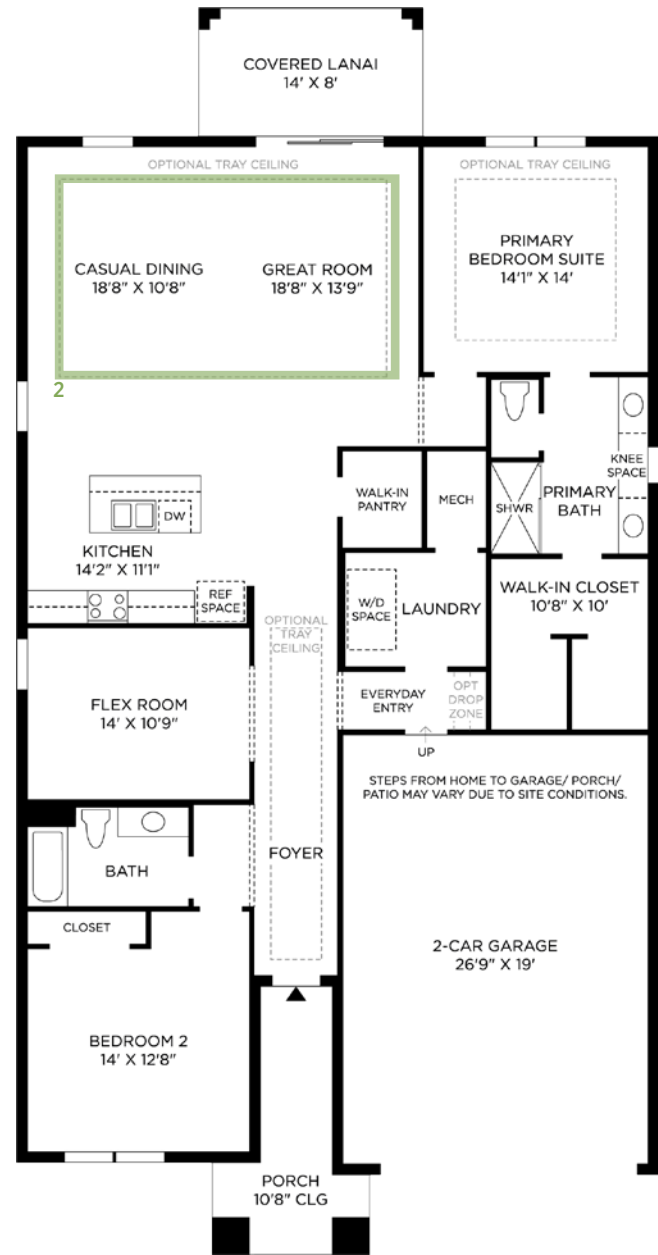 COVERED LANAI
14' X 8'
OPTIONAL TRAY CEILING
OPTIONAL TRAY CEILING
CASUAL DINING
18'8" X 10'8"
GREAT ROOM
18'8" X 13'9"
PRIMARY
BEDROOM SUITE
14'1" X 14'
2
KNEE
SPACE
WALK-IN
PANTRY
MECH
SHWR
PRIMARY
BATH
DW
KITCHEN
14'2" X 11'1"
REF
SPACE
W/D
SPACE
LAUNDRY
WALK-IN CLOSET
10'8" X 10'
OPTIONAL
TRAY
CEILING
FLEX ROOM
14' X 10'9"
EVERYDAY
ENTRY
OPT
DROP
ZONE
UP
STEPS FROM HOME TO GARAGE/ PORCH/
PATIO MAY VARY DUE TO SITE CONDITIONS.
BATH
FOYER
CLOSET
2-CAR GARAGE
26'9" X 19'
BEDROOM 2
14' X 12'8"
PORCH
10'8" CLG